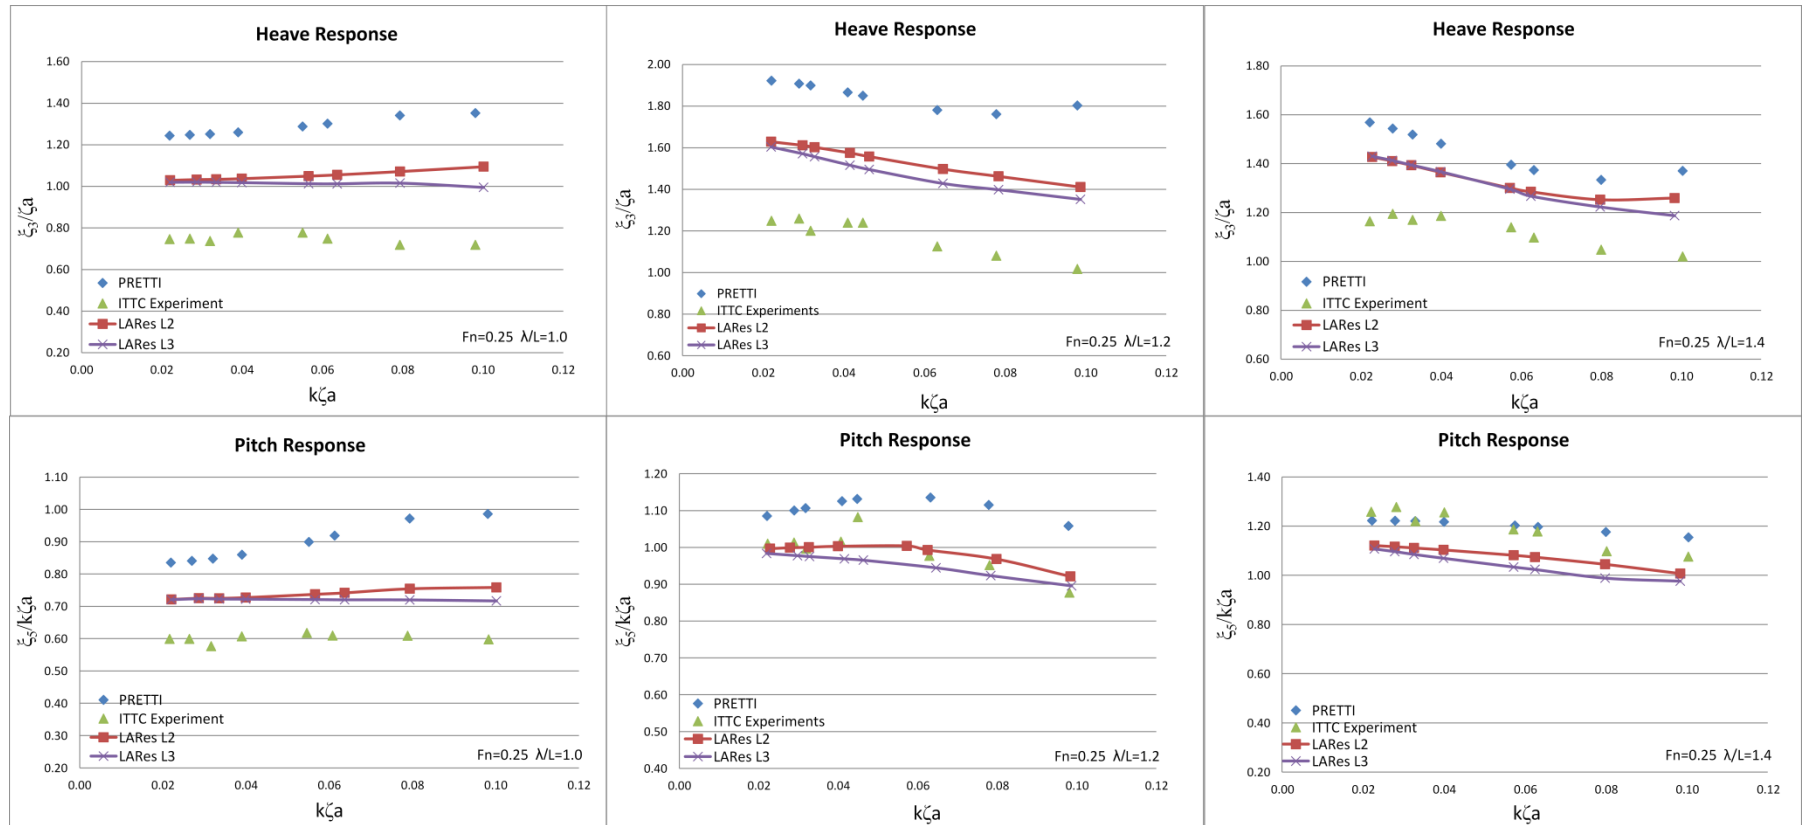 Heave Response
1.60
1.40
1.20
1.00
0.80
0.60
0.40
0.20
ξ3/ζa
PRETTI
ITTC Experiment
LARes L2
LARes L3
Fn=0.25 λ/L=1.0
0.00 0.02 0.04 0.06 0.08 0.10 0.12
kζa
Heave Response
2.00
1.80
1.60
1.40
1.20
1.00
0.80
0.60
ξ3/ζa
PRETTI
ITTC Experiments
LARes L2
LARes L3
Fn=0.25 λ/L=1.2
0.00 0.02 0.04 0.06 0.08 0.10 0.12
kζa
Heave Response
1.80
1.60
1.40
1.20
1.00
0.80
0.60
ξ3/ζa
PRETTI
ITTC Experiment
LARes L2
LARes L3
Fn=0.25 λ/L=1.4
0.00 0.02 0.04 0.06 0.08 0.10 0.12
kζa
Pitch Response
1.10
1.00
0.90
0.80
0.70
0.60
0.50
0.40
0.30
0.20
ξ5/kζa
PRETTI
ITTC Experiment
LARes L2
LARes L3
Fn=0.25 λ/L=1.0
0.00 0.02 0.04 0.06 0.08 0.10 0.12
kζa
Pitch Response
1.20
1.10
1.00
0.90
0.80
0.70
0.60
0.50
0.40
ξ5/kζa
PRETTI
ITTC Experiments
LARes L2
LARes L3
Fn=0.25 λ/L=1.2
0.00 0.02 0.04 0.06 0.08 0.10 0.12
kζa
Pitch Response
1.40
1.20
1.00
0.80
0.60
0.40
0.20
ξ5/kζa
PRETTI
ITTC Experiment
LARes L2
LARes L3
Fn=0.25 λ/L=1.4
0.00 0.02 0.04 0.06 0.08 0.10 0.12
kζa